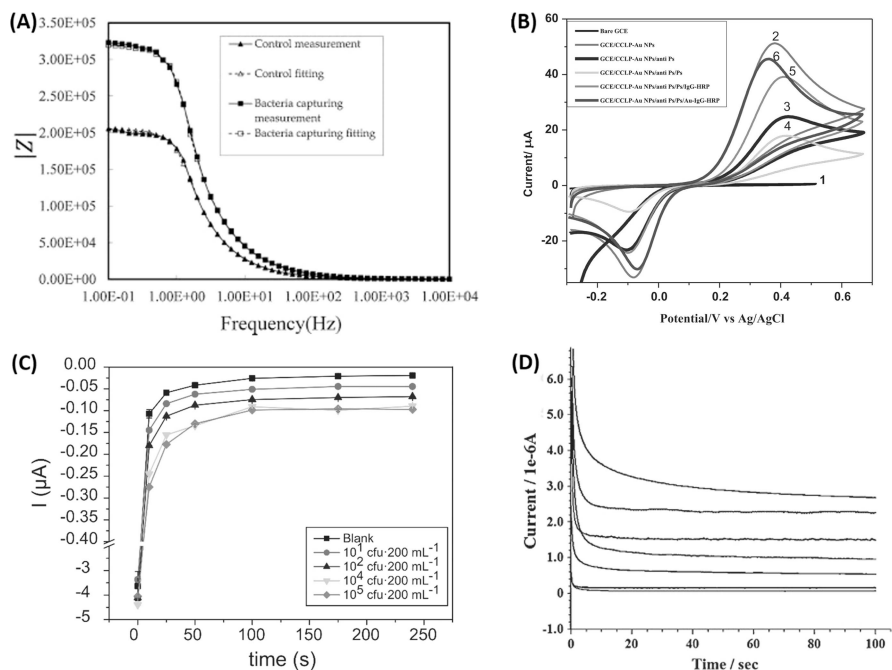 (A)
3.50E+05
3.00E+05
2.50E+05
2.00E+05
1.50E+05
1.00E+05
5.00E+04
0.00E+00
|Z|
Control measurement
Control fitting
Bacteria capturing
measurement
Bacteria capturing fitting
1.00E-01 1.00E+00 1.00E+01 1.00E+02 1.00E+03 1.00E+04
Frequency(Hz)
(B)
Bare GCE
GCE/CCLP-Au NPs
GCE/CCLP-Au NPs/anti Ps
GCE/CCLP-Au NPs/anti Ps/Ps
GCE/CCLP-Au NPs/anti Ps/Ps/IgG-HRP
GCE/CCLP-Au NPs/anti Ps/Ps/Au-IgG-HRP
2
6
5
3
4
1
60
40
20
0
-20
Current/ µA
-0.2 0.0 0.2 0.4 0.6
Potential/V vs Ag/AgCl
(C)
0.00
-0.05
-0.10
-0.15
-0.20
-0.25
-0.30
-0.35
-0.40
-3
-4
-5
I (µA)
Blank
10¹ cfu·200 mL⁻¹
10² cfu·200 mL⁻¹
10⁴ cfu·200 mL⁻¹
10⁵ cfu·200 mL⁻¹
0 50 100 150 200 250
time (s)
(D)
6.0
5.0
4.0
3.0
2.0
1.0
0
-1.0
Current / 1e-6A
0 20 40 60 80 100
Time / sec